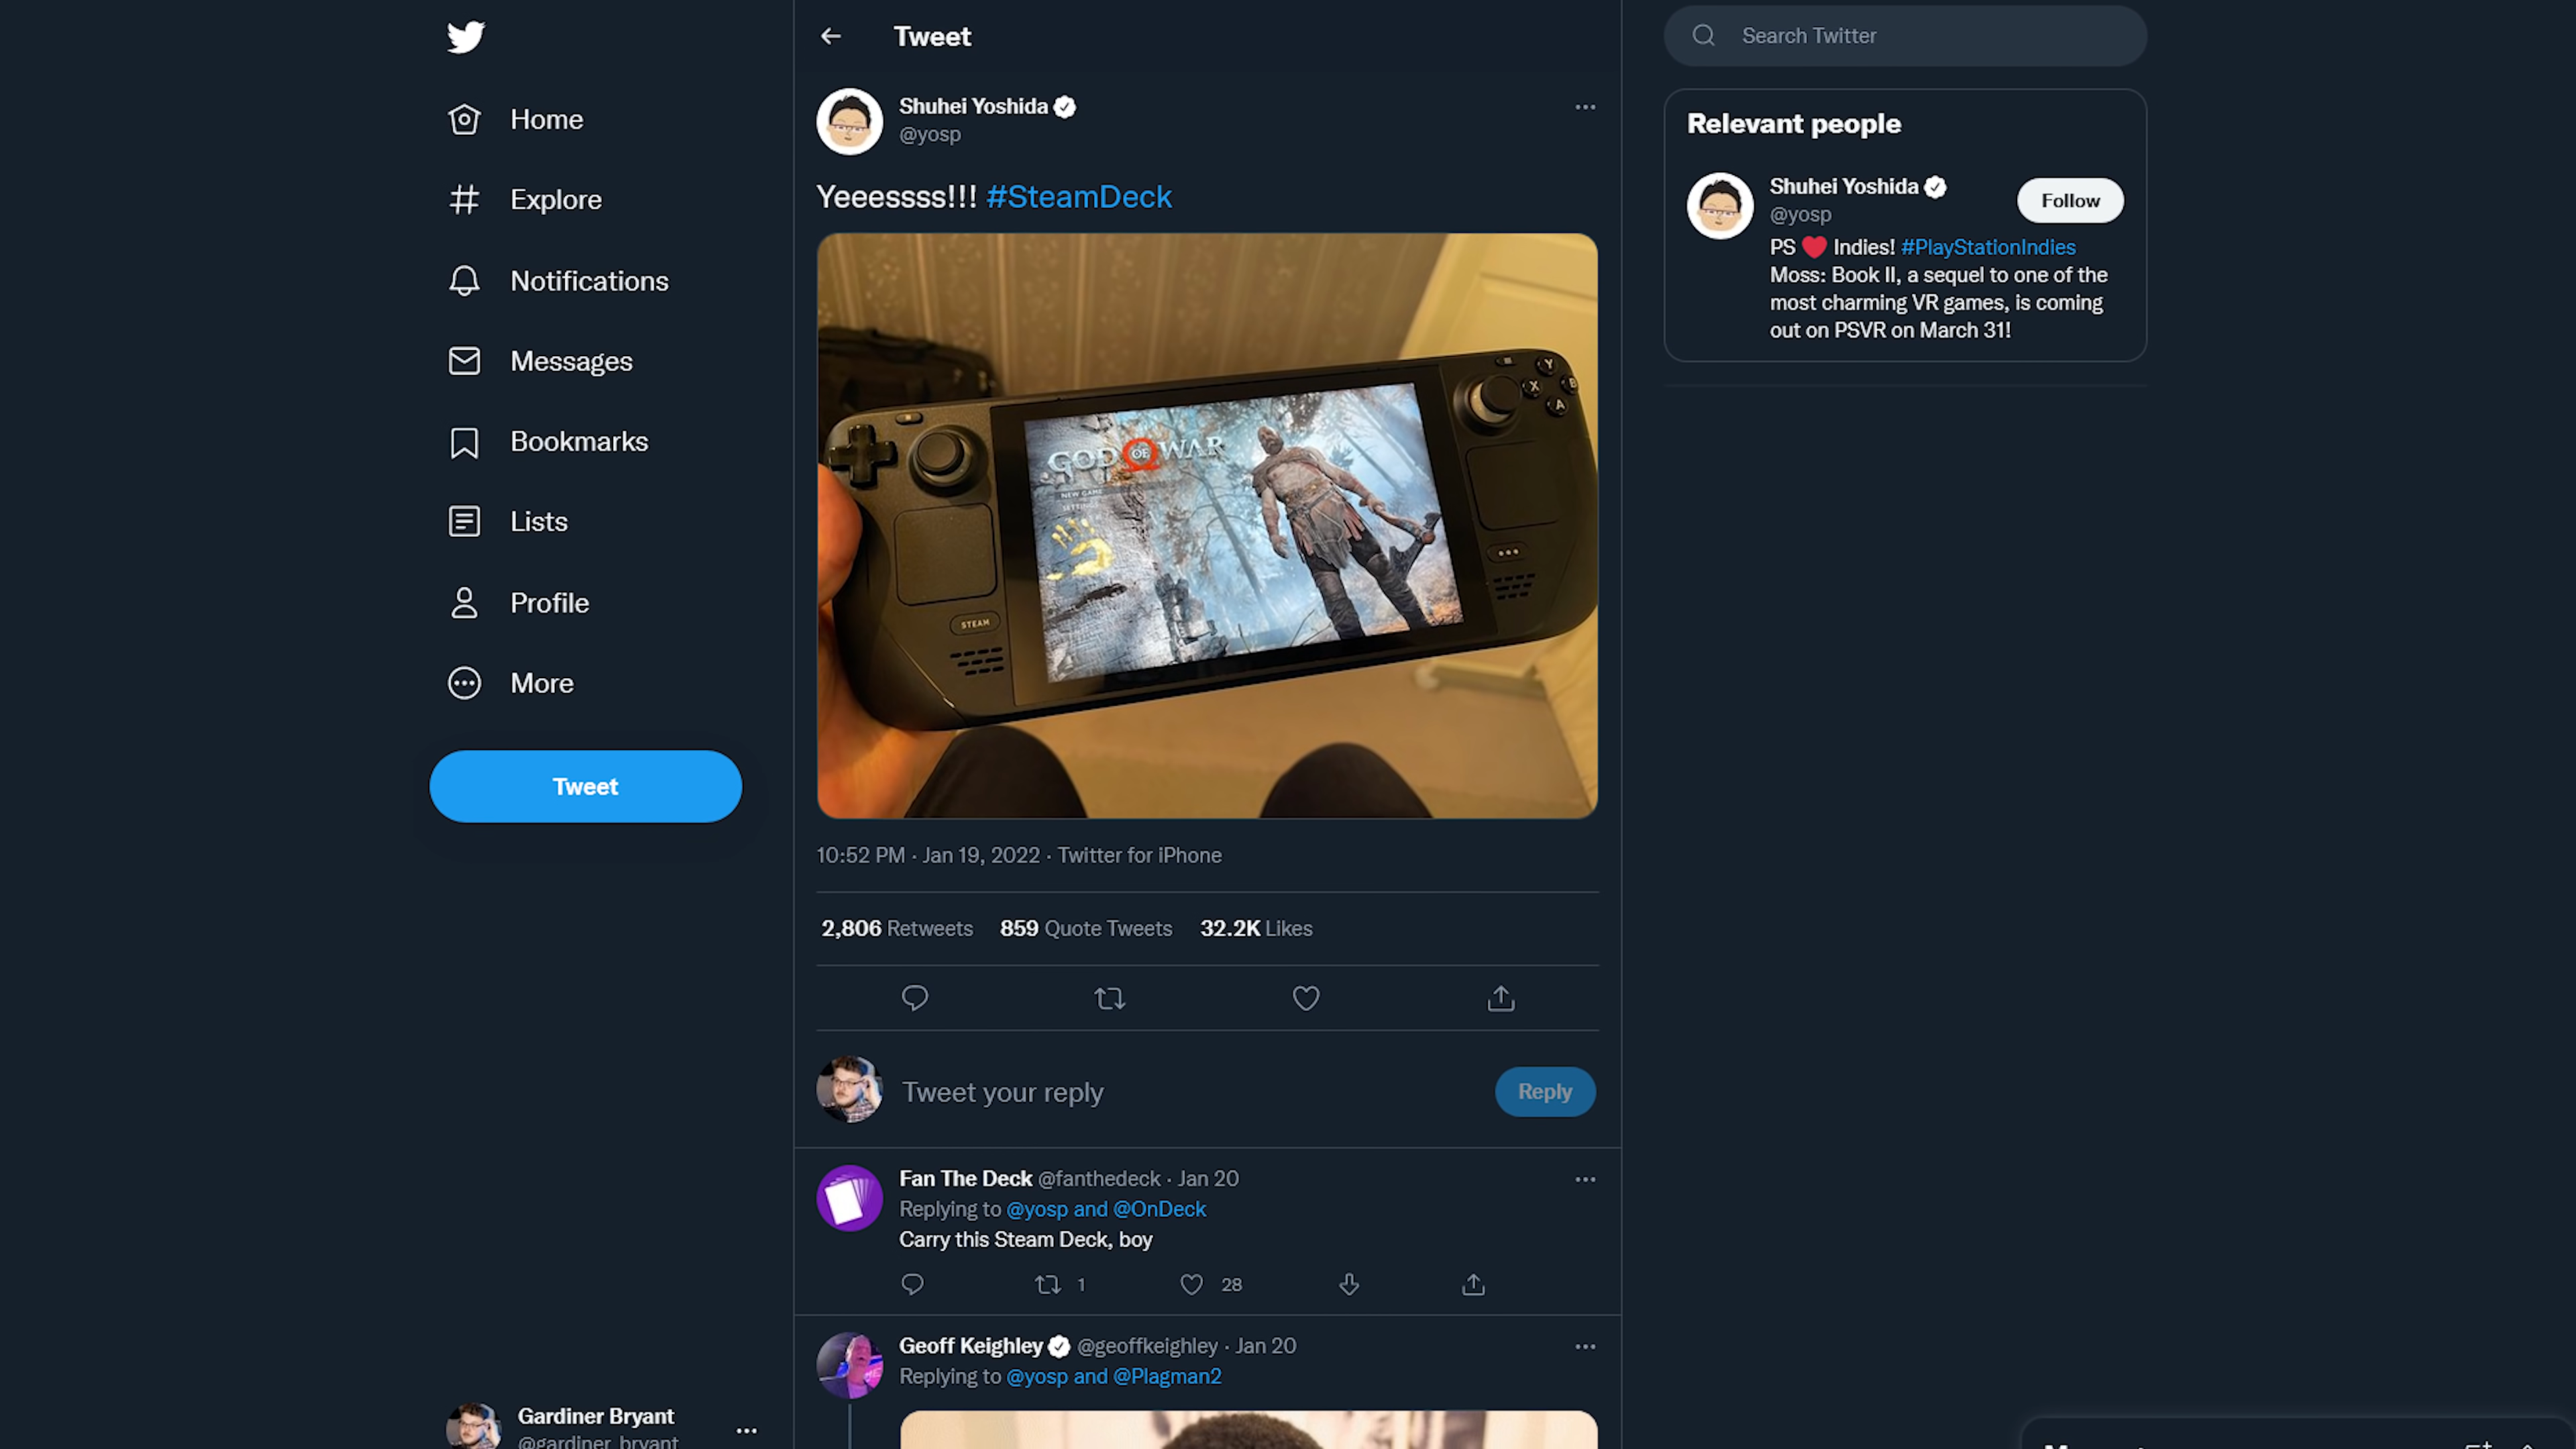 Home
Explore
Notifications
Messages
Bookmarks
Lists
Profile
More
Tweet
Gardiner Bryant
@gardiner_bryant
Tweet
Shuhei Yoshida
@yosp
Yeeessss!!! #SteamDeck
GOD OF WAR
NEW GAME
SETTINGS
STEAM
Y
X
B
A
10:52 PM · Jan 19, 2022 · Twitter for iPhone
2,806 Retweets 859 Quote Tweets 32.2K Likes
Tweet your reply
Reply
Fan The Deck @fanthedeck · Jan 20
Replying to @yosp and @OnDeck
Carry this Steam Deck, boy
1
28
Geoff Keighley @geoffkeighley · Jan 20
Replying to @yosp and @Plagman2
Search Twitter
Relevant people
Shuhei Yoshida
@yosp
Follow
PS ❤️ Indies! #PlayStationIndies
Moss: Book II, a sequel to one of the
most charming VR games, is coming
out on PSVR on March 31!